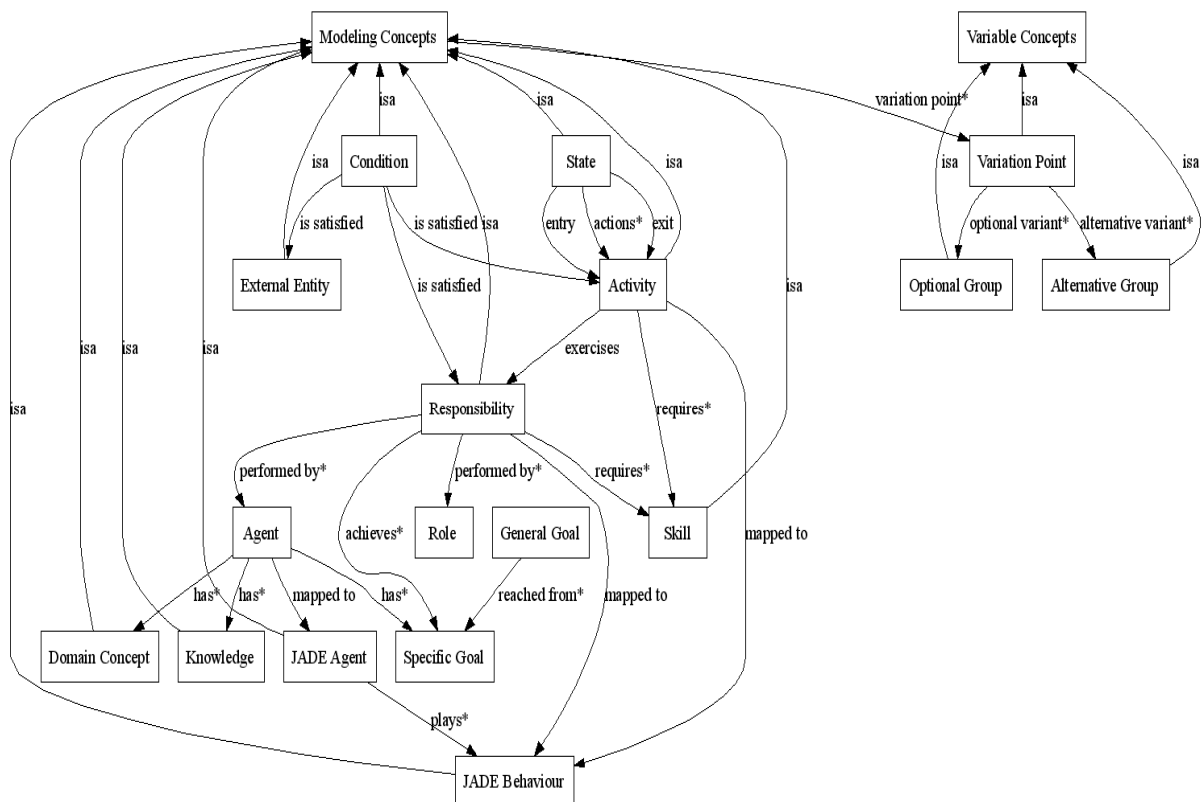 Modeling Concepts
Variable Concepts
variation point*
isa
isa
isa
Condition
State
Variation Point
isa
isa
isa
isa
is satisfied
is satisfied
isa
entry
actions*
exit
optional variant*
alternative variant*
External Entity
is satisfied
Activity
Optional Group
Alternative Group
isa
isa
isa
exercises
isa
isa
Responsibility
requires*
performed by*
achieves*
performed by*
requires*
Agent
Role
General Goal
Skill
mapped to
has*
has*
mapped to
has*
reached from*
mapped to
Domain Concept
Knowledge
JADE Agent
Specific Goal
plays*
JADE Behaviour